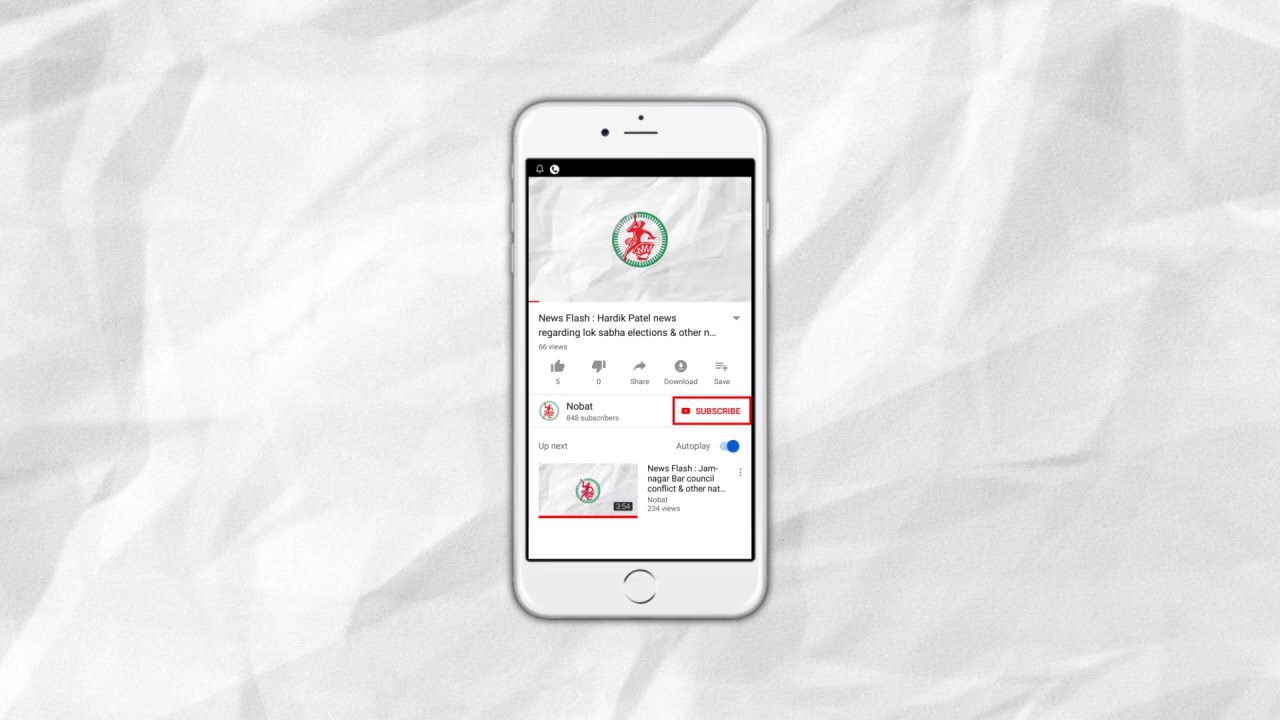 News Flash : Hardik Patel news
regarding lok sabha elections & other n...
66 views
5
0
Share
Download
Save
Nobat
848 subscribers
SUBSCRIBE
Up next
Autoplay
News Flash : Jam-
nagar Bar council
conflict & other nat...
Nobat
234 views
3:54